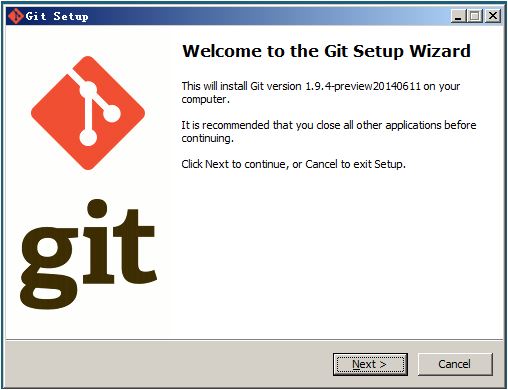 Git Setup
Welcome to the Git Setup Wizard
This will install Git version 1.9.4-preview20140611 on your
computer.
It is recommended that you close all other applications before
continuing.
Click Next to continue, or Cancel to exit Setup.
git
Next >
Cancel